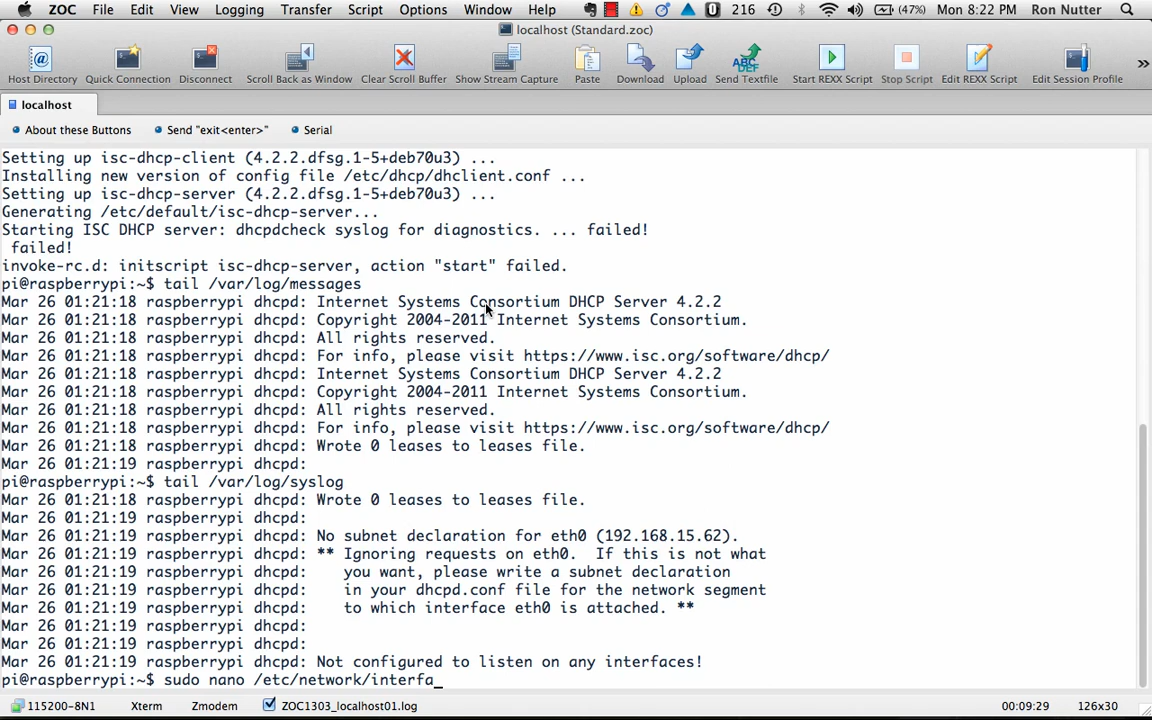 ZOC File Edit View Logging Transfer Script Options Window Help 216 (47%) Mon 8:22 PM Ron Nutter
localhost (Standard.zoc)
Host Directory Quick Connection Disconnect Scroll Back as Window Clear Scroll Buffer Show Stream Capture Paste Download Upload Send Textfile Start REXX Script Stop Script Edit REXX Script Edit Session Profile
localhost
About these Buttons Send "exit<enter>" Serial
Setting up isc-dhcp-client (4.2.2.dfsg.1-5+deb70u3) ...
Installing new version of config file /etc/dhcp/dhclient.conf ...
Setting up isc-dhcp-server (4.2.2.dfsg.1-5+deb70u3) ...
Generating /etc/default/isc-dhcp-server...
Starting ISC DHCP server: dhcpdcheck syslog for diagnostics. ... failed!
failed!
invoke-rc.d: initscript isc-dhcp-server, action "start" failed.
pi@raspberrypi:~$ tail /var/log/messages
Mar 26 01:21:18 raspberrypi dhcpd: Internet Systems Consortium DHCP Server 4.2.2
Mar 26 01:21:18 raspberrypi dhcpd: Copyright 2004-2011 Internet Systems Consortium.
Mar 26 01:21:18 raspberrypi dhcpd: All rights reserved.
Mar 26 01:21:18 raspberrypi dhcpd: For info, please visit https://www.isc.org/software/dhcp/
Mar 26 01:21:18 raspberrypi dhcpd: Internet Systems Consortium DHCP Server 4.2.2
Mar 26 01:21:18 raspberrypi dhcpd: Copyright 2004-2011 Internet Systems Consortium.
Mar 26 01:21:18 raspberrypi dhcpd: All rights reserved.
Mar 26 01:21:18 raspberrypi dhcpd: For info, please visit https://www.isc.org/software/dhcp/
Mar 26 01:21:18 raspberrypi dhcpd: Wrote 0 leases to leases file.
Mar 26 01:21:19 raspberrypi dhcpd:
pi@raspberrypi:~$ tail /var/log/syslog
Mar 26 01:21:18 raspberrypi dhcpd: Wrote 0 leases to leases file.
Mar 26 01:21:19 raspberrypi dhcpd:
Mar 26 01:21:19 raspberrypi dhcpd: No subnet declaration for eth0 (192.168.15.62).
Mar 26 01:21:19 raspberrypi dhcpd: ** Ignoring requests on eth0. If this is not what
Mar 26 01:21:19 raspberrypi dhcpd: you want, please write a subnet declaration
Mar 26 01:21:19 raspberrypi dhcpd: in your dhcpd.conf file for the network segment
Mar 26 01:21:19 raspberrypi dhcpd: to which interface eth0 is attached. **
Mar 26 01:21:19 raspberrypi dhcpd:
Mar 26 01:21:19 raspberrypi dhcpd:
Mar 26 01:21:19 raspberrypi dhcpd: Not configured to listen on any interfaces!
pi@raspberrypi:~$ sudo nano /etc/network/interfa_
115200-8N1 Xterm Zmodem ZOC1303_localhost01.log 00:09:29 126x30